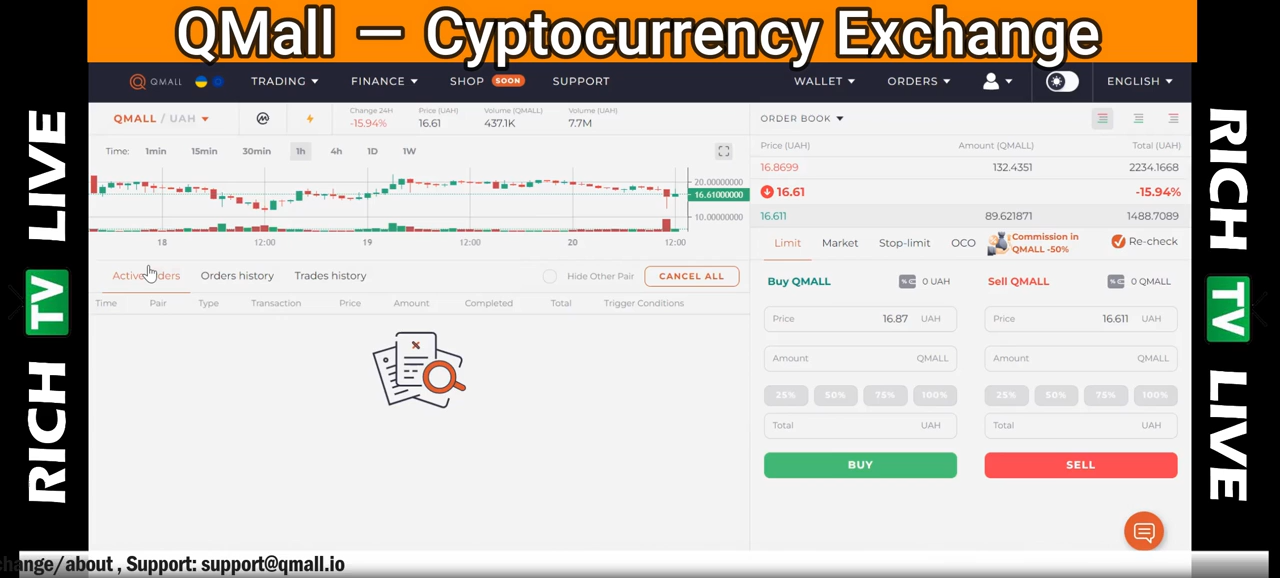 QMall — Cyptocurrency Exchange
QMALL TRADING FINANCE SHOP SOON SUPPORT WALLET ORDERS ENGLISH
RICH TV LIVE
RICH TV LIVE
QMALL / UAH
Change 24H Price (UAH) Volume (QMALL) Volume (UAH)
-15.94% 16.61 437.1K 7.7M
Time: 1min 15min 30min 1h 4h 1D 1W
20.00000000
16.61000000
10.00000000
18 12:00 19 12:00 20 12:00
ORDER BOOK
Price (UAH) Amount (QMALL) Total (UAH)
16.8699 132.4351 2234.1668
16.61 -15.94%
16.611 89.621871 1488.7089
Limit Market Stop-limit OCO
Commission in
QMALL -50%
Re-check
Active orders Orders history Trades history Hide Other Pair CANCEL ALL
Time Pair Type Transaction Price Amount Completed Total Trigger Conditions
Buy QMALL 0 UAH
Price 16.87 UAH
Amount QMALL
25% 50% 75% 100%
Total UAH
BUY
Sell QMALL 0 QMALL
Price 16.611 UAH
Amount QMALL
25% 50% 75% 100%
Total UAH
SELL
change/about , Support: support@qmall.io